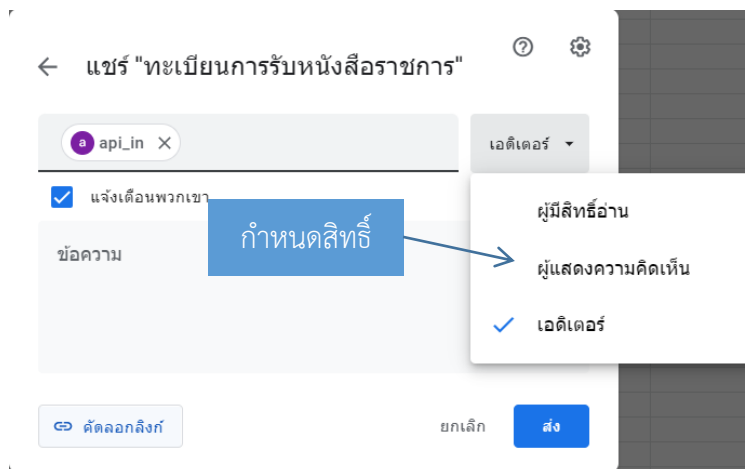 แชร์ "ทะเบียนการรับหนังสือราชการ"
a api_in
เอดิเตอร์
แจ้งเตือนพวกเขา
ผู้มีสิทธิ์อ่าน
กำหนดสิทธิ์
ข้อความ
ผู้แสดงความคิดเห็น
เอดิเตอร์
คัดลอกลิงก์
ยกเลิก
ส่ง